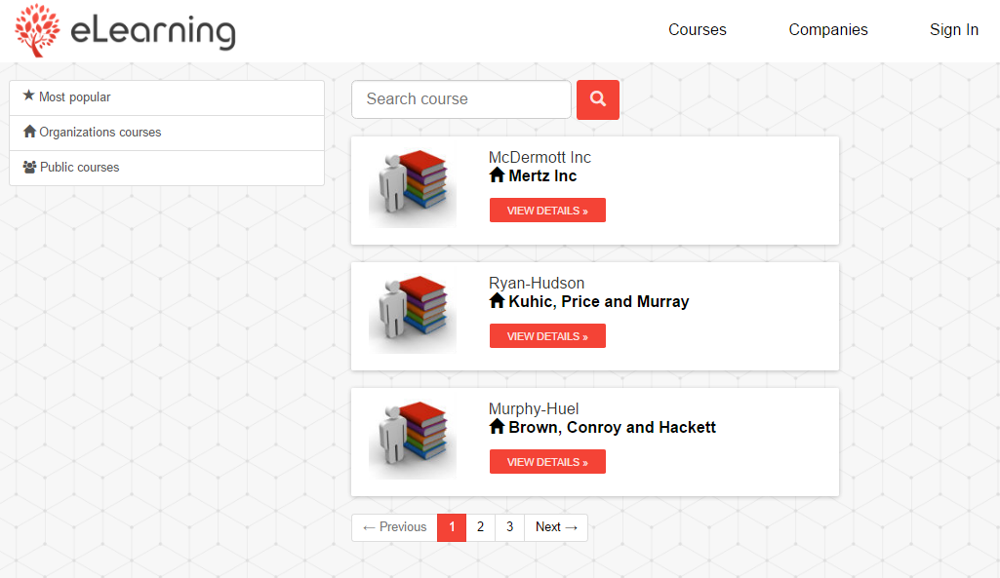 eLearning
Courses Companies Sign In
Most popular
Organizations courses
Public courses
Search course
McDermott Inc
Mertz Inc
VIEW DETAILS »
Ryan-Hudson
Kuhic, Price and Murray
VIEW DETAILS »
Murphy-Huel
Brown, Conroy and Hackett
VIEW DETAILS »
← Previous 1 2 3 Next →